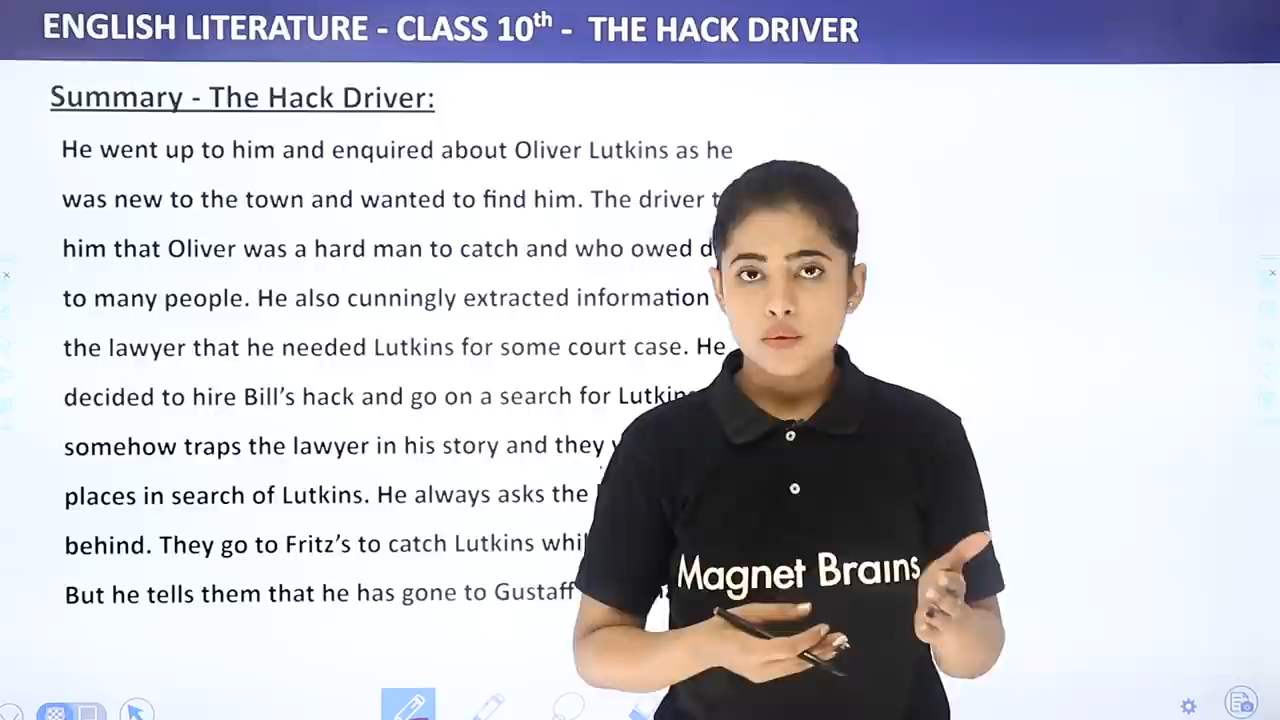 ENGLISH LITERATURE - CLASS 10th - THE HACK DRIVER
Summary - The Hack Driver:
He went up to him and enquired about Oliver Lutkins as he
was new to the town and wanted to find him. The driver
him that Oliver was a hard man to catch and who owed
to many people. He also cunningly extracted information
the lawyer that he needed Lutkins for some court case. He
decided to hire Bill's hack and go on a search for
somehow traps the lawyer in his story and they
places in search of Lutkins. He always asks the
behind. They go to Fritz's to catch Lutkins
But he tells them that he has gone to Gustaff
Magnet Brains